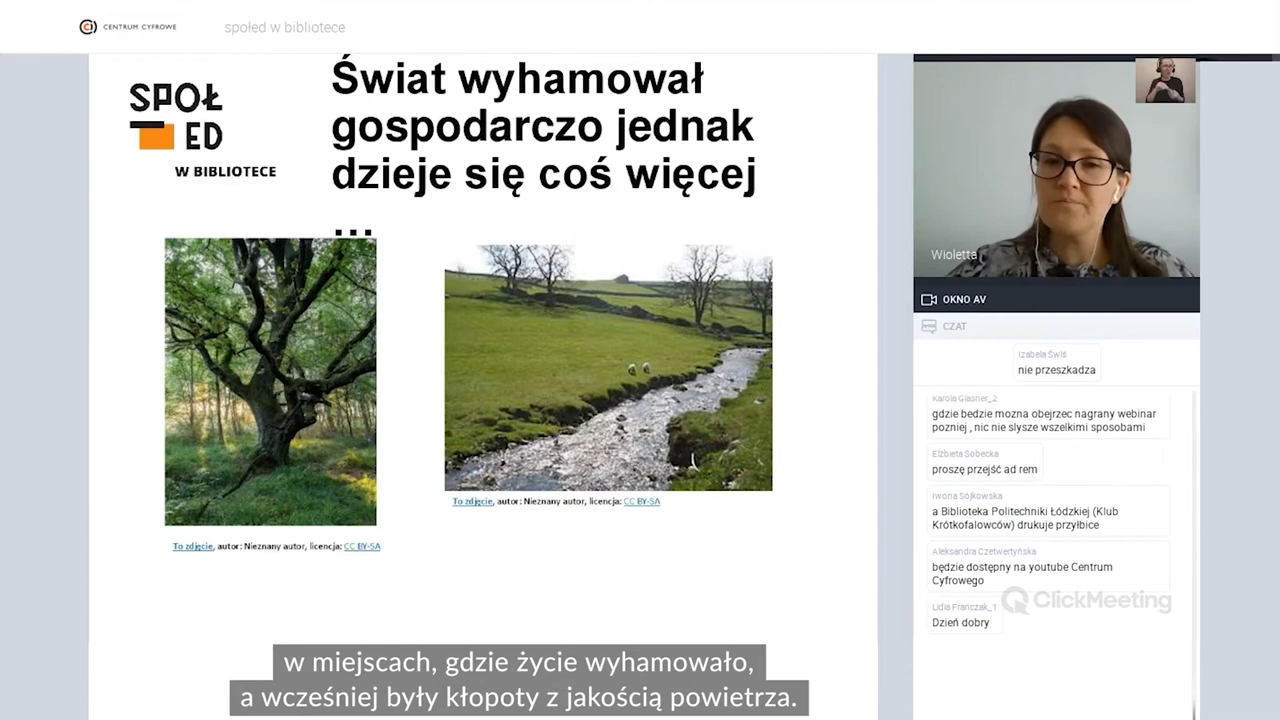 CENTRUM CYFROWE
społed w bibliotece
SPOŁ
ED
W BIBLIOTECE
Świat wyhamował
gospodarczo jednak
dzieje się coś więcej
...
To zdjęcie, autor: Nieznany autor, licencja: CC BY-SA
To zdjęcie, autor: Nieznany autor, licencja: CC BY-SA
w miejscach, gdzie życie wyhamowało,
a wcześniej były kłopoty z jakością powietrza.
Wioletta
OKNO AV
CZAT
Izabela Świś
nie przeszkadza
Karola Glasner_2
gdzie bedzie mozna obejrzec nagrany webinar
pozniej , nic nie slysze wszelkimi sposobami
Elżbieta Sobecka
proszę przejść ad rem
Iwona Sójkowska
a Biblioteka Politechniki Łódzkiej (Klub
Krótkofalowców) drukuje przyłbice
Aleksandra Czetwertyńska
będzie dostępny na youtube Centrum
Cyfrowego
ClickMeeting
Lidia Franczak_1
Dzień dobry